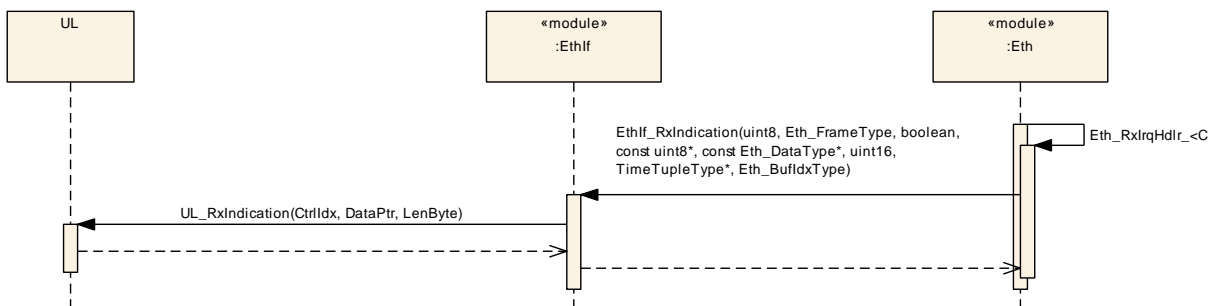 UL
«module»
:EthIf
«module»
:Eth
EthIf_RxIndication(uint8, Eth_FrameType, boolean,
const uint8*, const Eth_DataType*, uint16,
TimeTupleType*, Eth_BufIdxType)
Eth_RxIrqHdlr_<C
UL_RxIndication(CtrlIdx, DataPtr, LenByte)